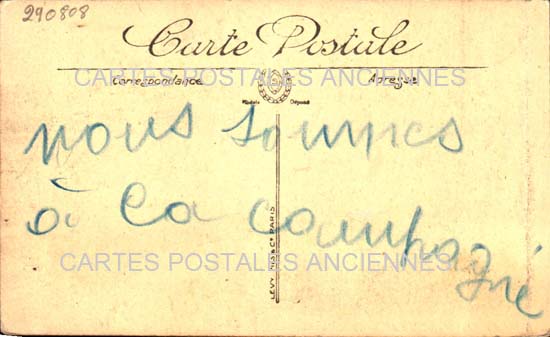 290808
Carte Postale
CARTES POSTALES ANCIENNES
Correspondance
Adresse
Modèle Déposé
nous sommes
à la campagne
CARTES POSTALES ANCIENNES
LEVY FILS & Cie PARIS